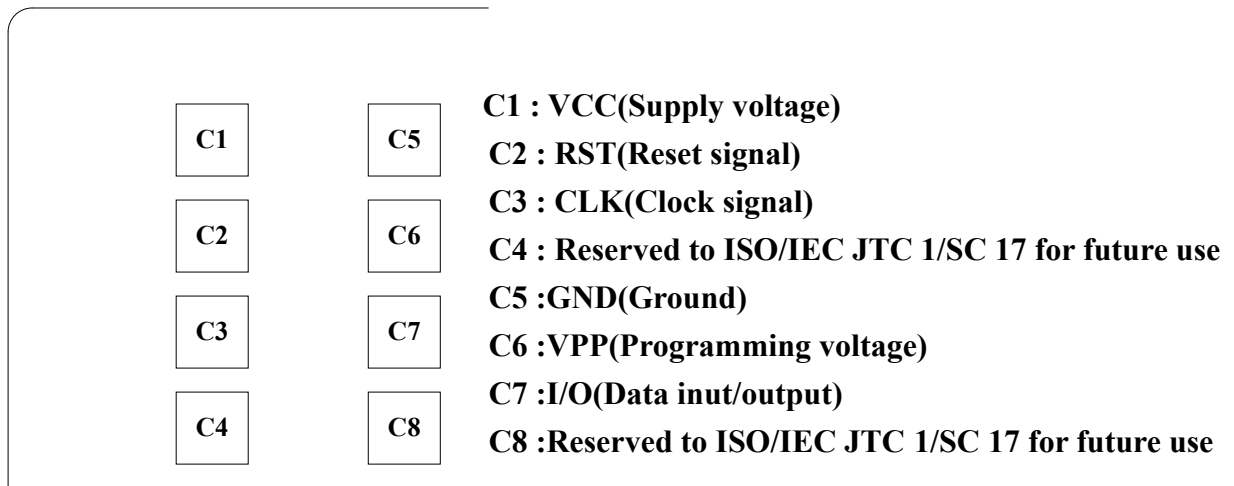 C1
C5
C2
C6
C3
C7
C4
C8
C1 : VCC(Supply voltage)
C2 : RST(Reset signal)
C3 : CLK(Clock signal)
C4 : Reserved to ISO/IEC JTC 1/SC 17 for future use
C5 :GND(Ground)
C6 :VPP(Programming voltage)
C7 :I/O(Data inut/output)
C8 :Reserved to ISO/IEC JTC 1/SC 17 for future use